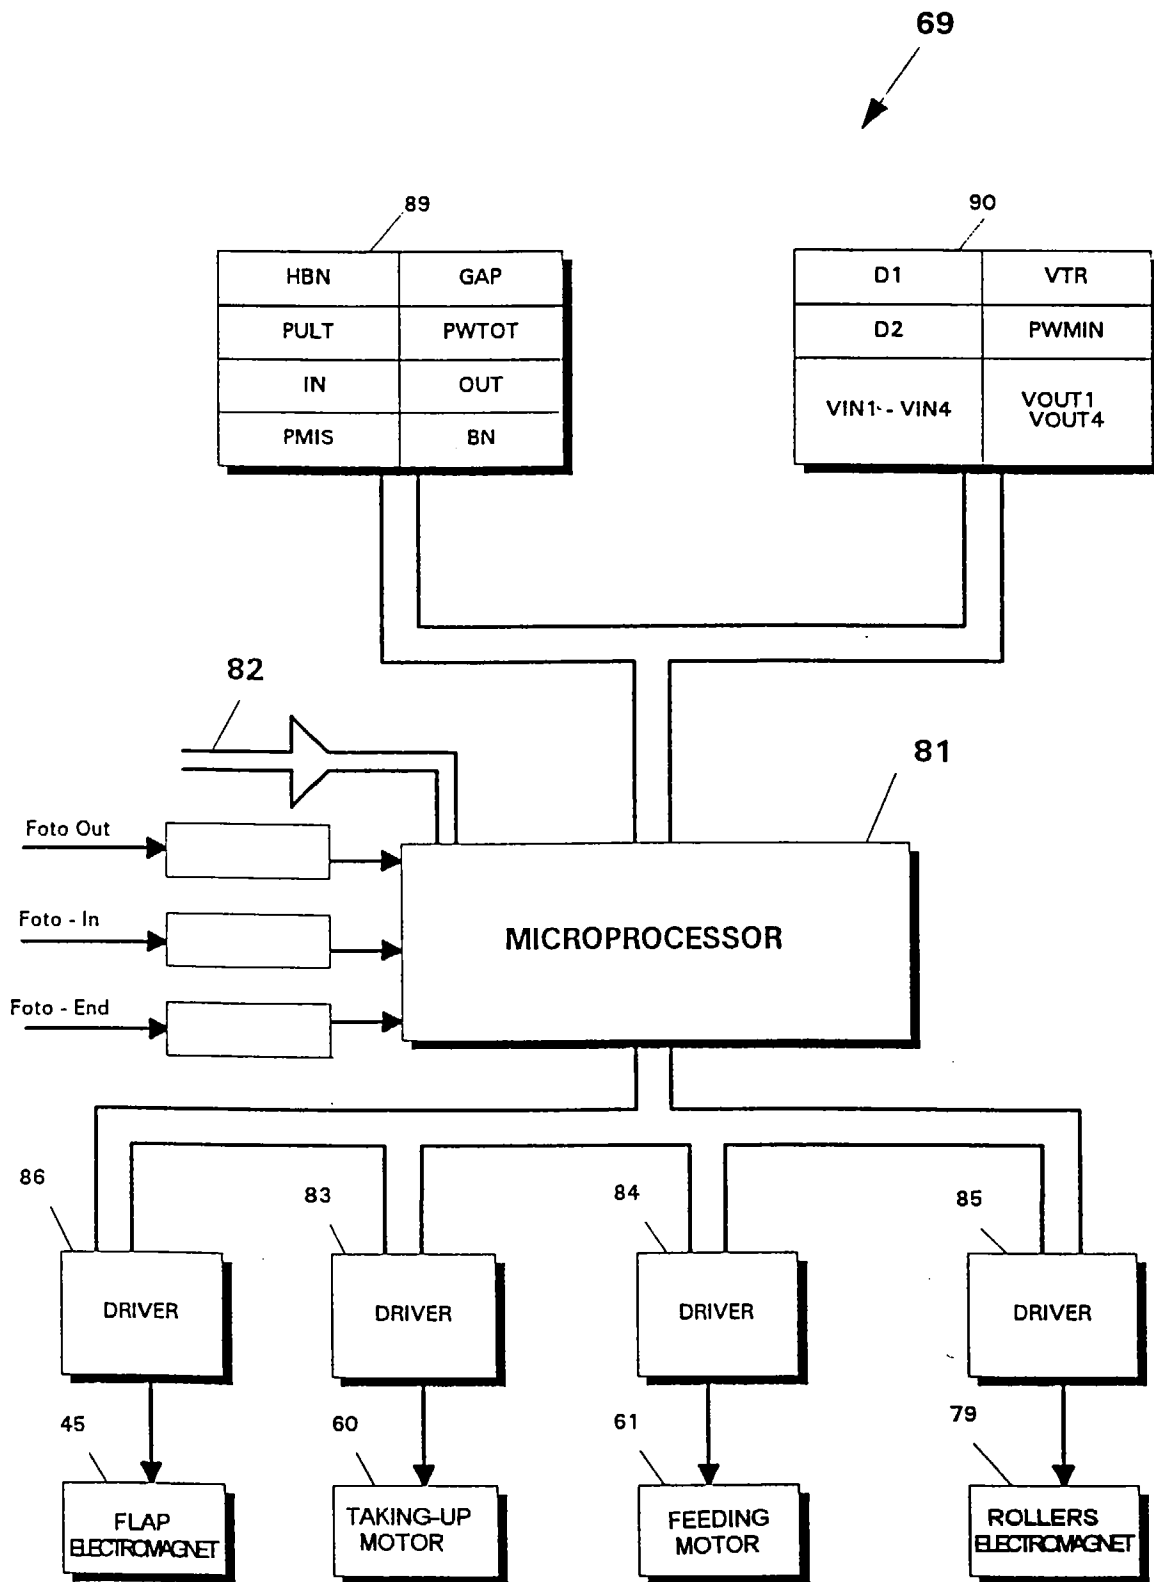 69
89
90
HBN GAP
PULT PWTOT
IN OUT
PMIS BN
D1 VTR
D2 PWMIN
VIN1 - VIN4 VOUT1
VOUT4
82
81
Foto Out
Foto - In
Foto - End
MICROPROCESSOR
86
83
84
85
DRIVER
DRIVER
DRIVER
DRIVER
45
60
61
79
FLAP
ELECTROMAGNET
TAKING-UP
MOTOR
FEEDING
MOTOR
ROLLERS
ELECTROMAGNET